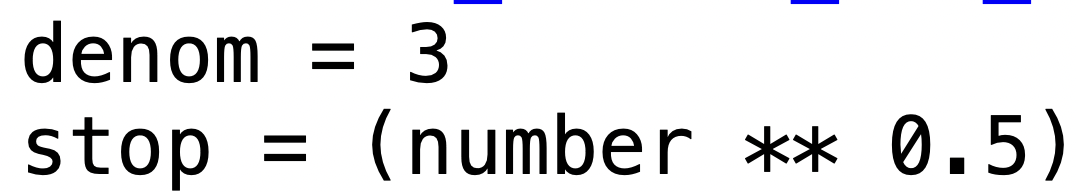 denom = 3
stop = (number ** 0.5)